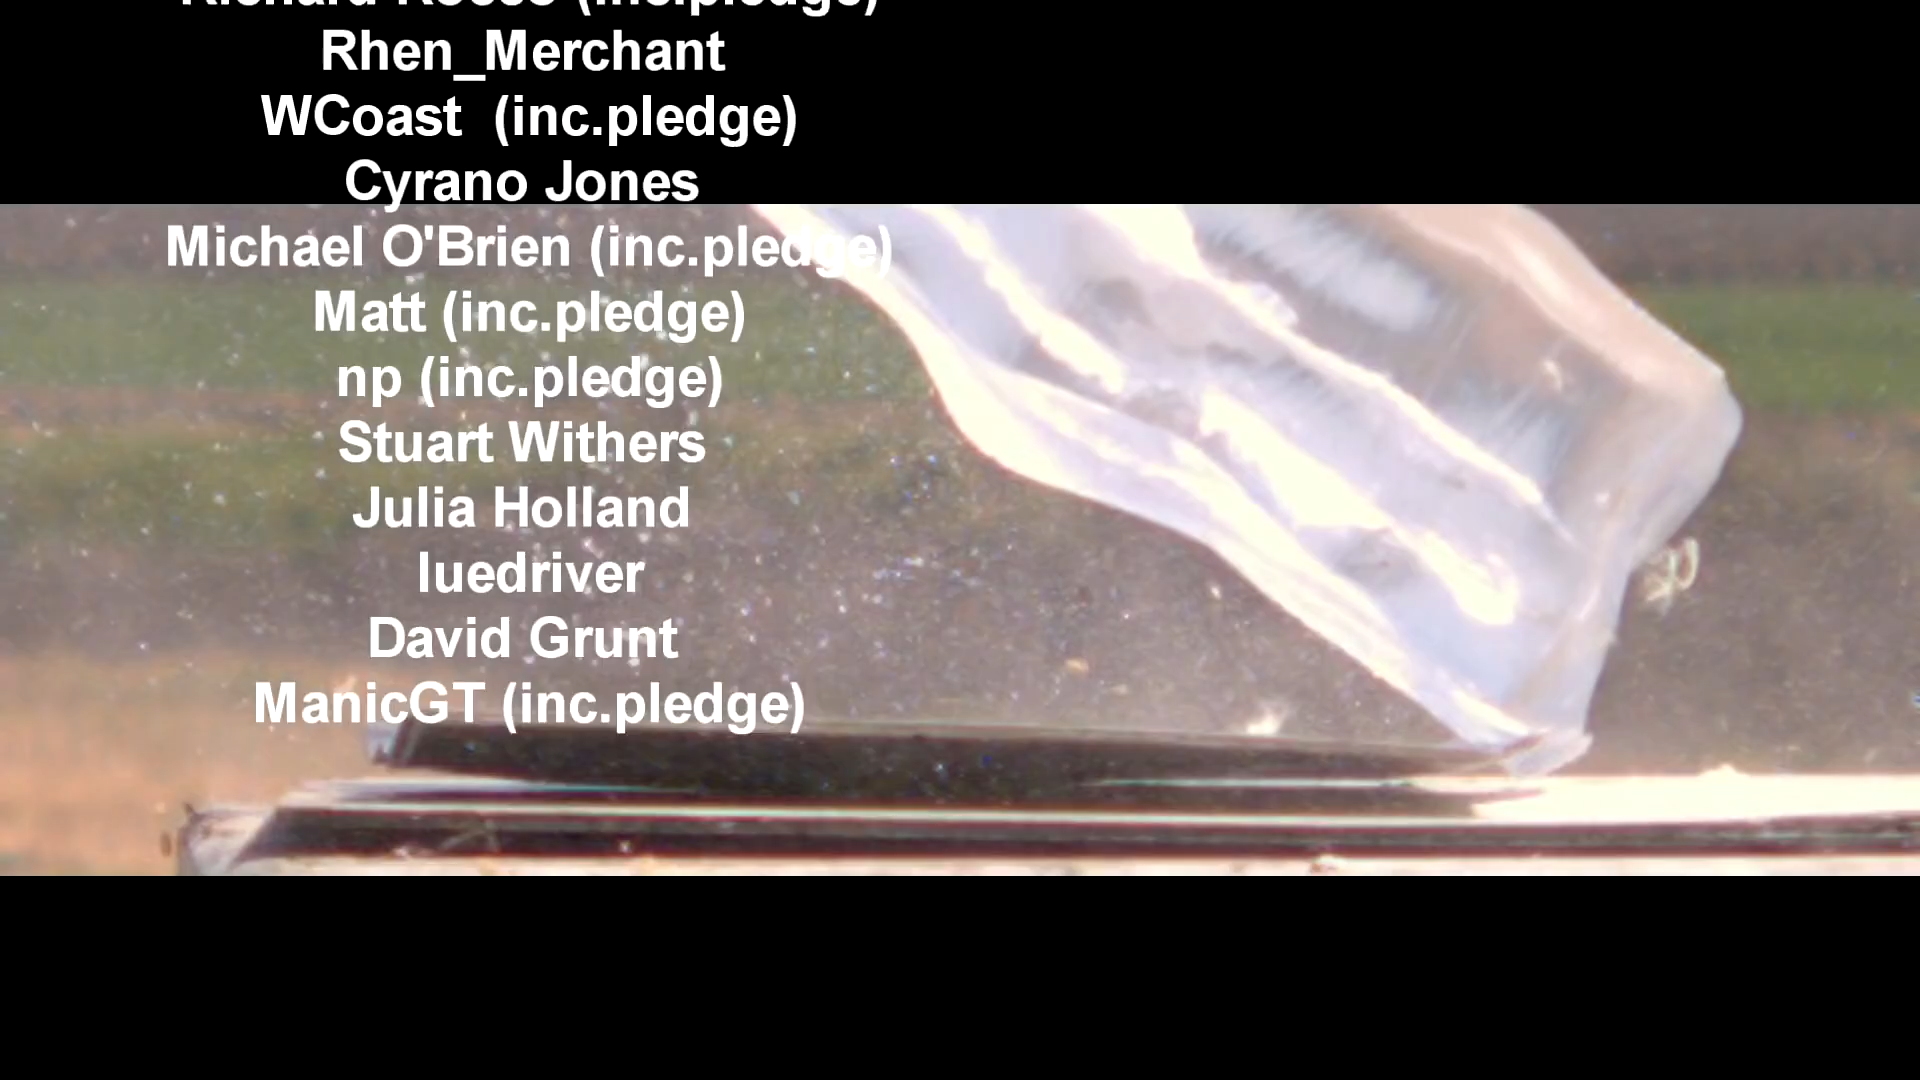 Rhen_Merchant
WCoast  (inc.pledge)
Cyrano Jones
Michael O'Brien (inc.pledge)
Matt (inc.pledge)
np (inc.pledge)
Stuart Withers
Julia Holland
luedriver
David Grunt
ManicGT (inc.pledge)